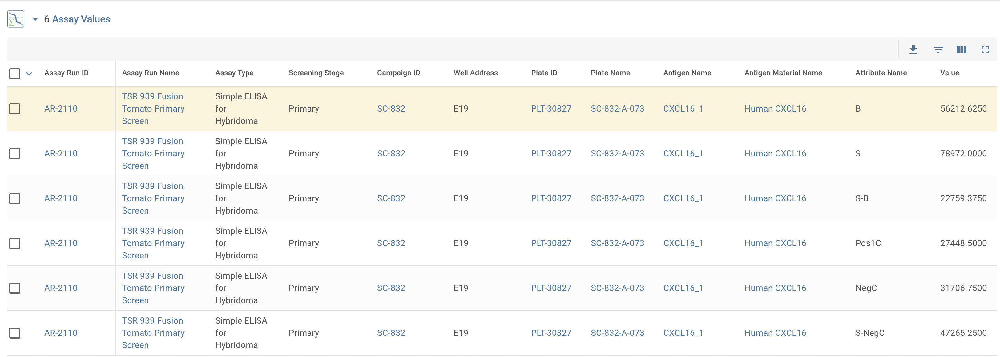 6 Assay Values
Assay Run ID Assay Run Name Assay Type Screening Stage Campaign ID Well Address Plate ID Plate Name Antigen Name Antigen Material Name Attribute Name Value
TSR 939 Fusion Simple ELISA
AR-2110 Tomato Primary for Primary SC-832 E19 PLT-30827 SC-832-A-073 CXCL16_1 Human CXCL16 B 56212.6250
Screen Hybridoma
TSR 939 Fusion Simple ELISA
AR-2110 Tomato Primary for Primary SC-832 E19 PLT-30827 SC-832-A-073 CXCL16_1 Human CXCL16 S 78972.0000
Screen Hybridoma
TSR 939 Fusion Simple ELISA
AR-2110 Tomato Primary for Primary SC-832 E19 PLT-30827 SC-832-A-073 CXCL16_1 Human CXCL16 S-B 22759.3750
Screen Hybridoma
TSR 939 Fusion Simple ELISA
AR-2110 Tomato Primary for Primary SC-832 E19 PLT-30827 SC-832-A-073 CXCL16_1 Human CXCL16 Pos1C 27448.5000
Screen Hybridoma
TSR 939 Fusion Simple ELISA
AR-2110 Tomato Primary for Primary SC-832 E19 PLT-30827 SC-832-A-073 CXCL16_1 Human CXCL16 NegC 31706.7500
Screen Hybridoma
TSR 939 Fusion Simple ELISA
AR-2110 Tomato Primary for Primary SC-832 E19 PLT-30827 SC-832-A-073 CXCL16_1 Human CXCL16 S-NegC 47265.2500
Screen Hybridoma